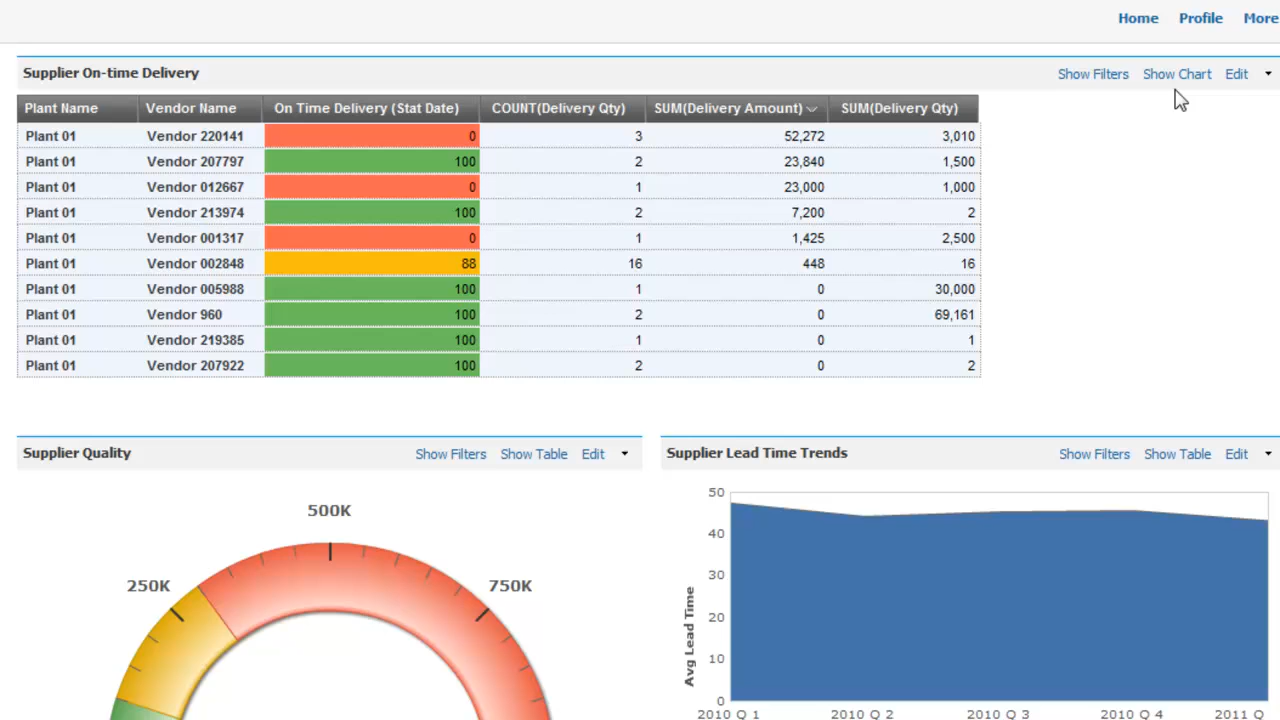 Home Profile More
Supplier On-time Delivery Show Filters Show Chart Edit
Plant Name Vendor Name On Time Delivery (Stat Date) COUNT(Delivery Qty) SUM(Delivery Amount) SUM(Delivery Qty)
Plant 01 Vendor 220141 0 3 52,272 3,010
Plant 01 Vendor 207797 100 2 23,840 1,500
Plant 01 Vendor 012667 0 1 23,000 1,000
Plant 01 Vendor 213974 100 2 7,200 2
Plant 01 Vendor 001317 0 1 1,425 2,500
Plant 01 Vendor 002848 88 16 448 16
Plant 01 Vendor 005988 100 1 0 30,000
Plant 01 Vendor 960 100 2 0 69,161
Plant 01 Vendor 219385 100 1 0 1
Plant 01 Vendor 207922 100 2 0 2
Supplier Quality Show Filters Show Table Edit
500K
250K 750K
Supplier Lead Time Trends Show Filters Show Table Edit
50
40
30
20
10
0
Avg Lead Time
2010 Q 1 2010 Q 2 2010 Q 3 2010 Q 4 2011 Q